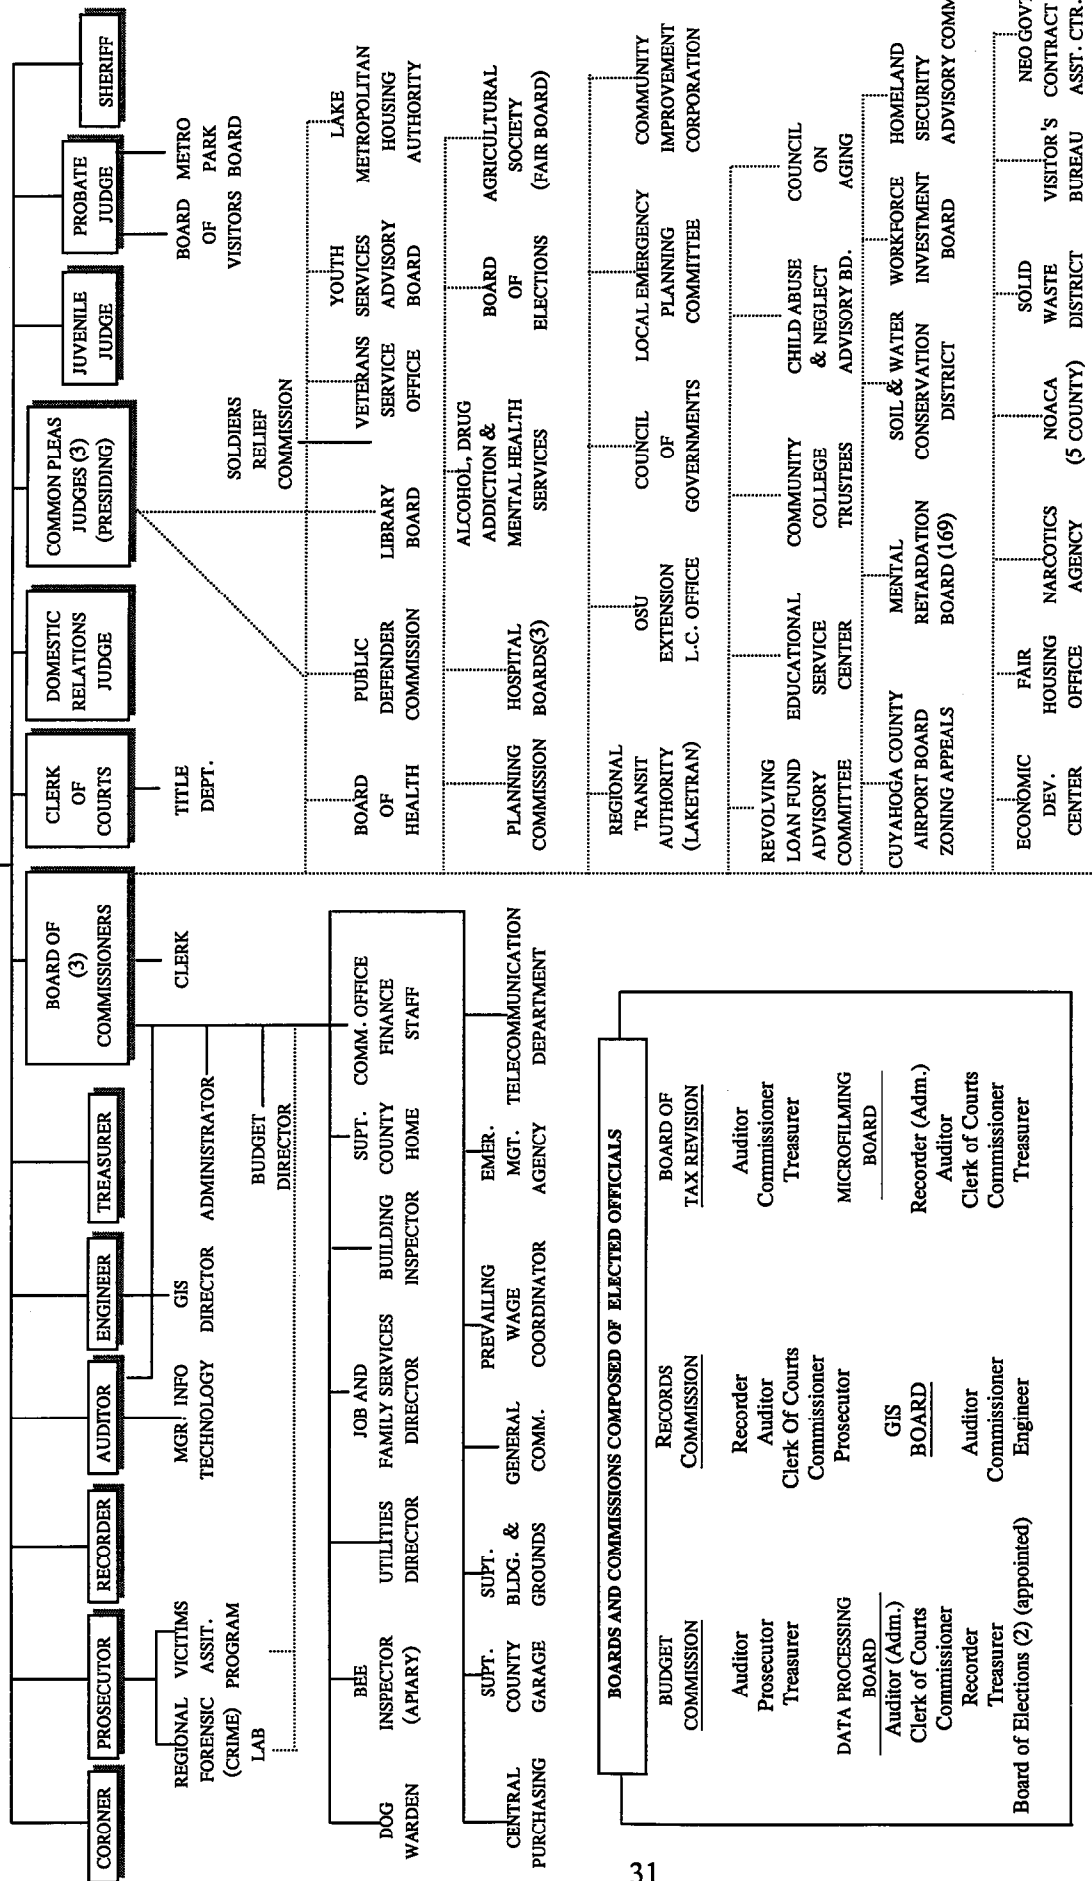 CORONER
PROSECUTOR
RECORDER
AUDITOR
ENGINEER
TREASURER
BOARD OF
(3)
COMMISSIONERS
CLERK
OF
COURTS
DOMESTIC
RELATIONS
JUDGE
COMMON PLEAS
JUDGES (3)
(PRESIDING)
JUVENILE
JUDGE
PROBATE
JUDGE
SHERIFF
REGIONAL
FORENSIC
(CRIME)
LAB
VICITIMS
ASSIT.
PROGRAM
MGR. INFO
TECHNOLOGY
GIS
DIRECTOR
ADMINISTRATOR
BUDGET
DIRECTOR
CLERK
TITLE
DEPT.
BOARD
OF
VISITORS
METRO
PARK
BOARD
SOLDIERS
RELIEF
COMMISSION
DOG
WARDEN
BEE
INSPECTOR
(APIARY)
UTILITIES
DIRECTOR
JOB AND
FAMILY SERVICES
DIRECTOR
BUILDING
INSPECTOR
SUPT.
COUNTY
HOME
COMM. OFFICE
FINANCE
STAFF
CENTRAL
PURCHASING
SUPT.
COUNTY
GARAGE
SUPT.
BLDG. &
GROUNDS
GENERAL
COMM.
PREVAILING
WAGE
COORDINATOR
EMER.
MGT.
AGENCY
TELECOMMUNICATION
DEPARTMENT
BOARD
OF
HEALTH
PUBLIC
DEFENDER
COMMISSION
LIBRARY
BOARD
VETERANS
SERVICE
OFFICE
YOUTH
SERVICES
ADVISORY
BOARD
LAKE
METROPOLITAN
HOUSING
AUTHORITY
PLANNING
COMMISSION
HOSPITAL
BOARDS(3)
ALCOHOL, DRUG
ADDICTION &
MENTAL HEALTH
SERVICES
BOARD
OF
ELECTIONS
AGRICULTURAL
SOCIETY
(FAIR BOARD)
REGIONAL
TRANSIT
AUTHORITY
(LAKETRAN)
OSU
EXTENSION
L.C. OFFICE
COUNCIL
OF
GOVERNMENTS
LOCAL EMERGENCY
PLANNING
COMMITTEE
COMMUNITY
IMPROVEMENT
CORPORATION
REVOLVING
LOAN FUND
ADVISORY
COMMITTEE
EDUCATIONAL
SERVICE
CENTER
COMMUNITY
COLLEGE
TRUSTEES
CHILD ABUSE
& NEGLECT
ADVISORY BD.
COUNCIL
ON
AGING
CUYAHOGA COUNTY
AIRPORT BOARD
ZONING APPEALS
MENTAL
RETARDATION
BOARD (169)
SOIL & WATER
CONSERVATION
DISTRICT
WORKFORCE
INVESTMENT
BOARD
HOMELAND
SECURITY
ADVISORY COMM
ECONOMIC
DEV.
CENTER
FAIR
HOUSING
OFFICE
NARCOTICS
AGENCY
NOACA
(5 COUNTY)
SOLID
WASTE
DISTRICT
VISITOR'S
BUREAU
NEO GOVT
CONTRACT
ASST. CTR.
BOARDS AND COMMISSIONS COMPOSED OF ELECTED OFFICIALS
BUDGET
COMMISSION
Auditor
Prosecutor
Treasurer
RECORDS
COMMISSION
Recorder
Auditor
Clerk Of Courts
Commissioner
Prosecutor
BOARD OF
TAX REVISION
Auditor
Commissioner
Treasurer
DATA PROCESSING
BOARD
Auditor (Adm.)
Clerk of Courts
Commissioner
Recorder
Treasurer
Board of Elections (2) (appointed)
GIS
BOARD
Auditor
Commissioner
Engineer
MICROFILMING
BOARD
Recorder (Adm.)
Auditor
Clerk of Courts
Commissioner
Treasurer
31